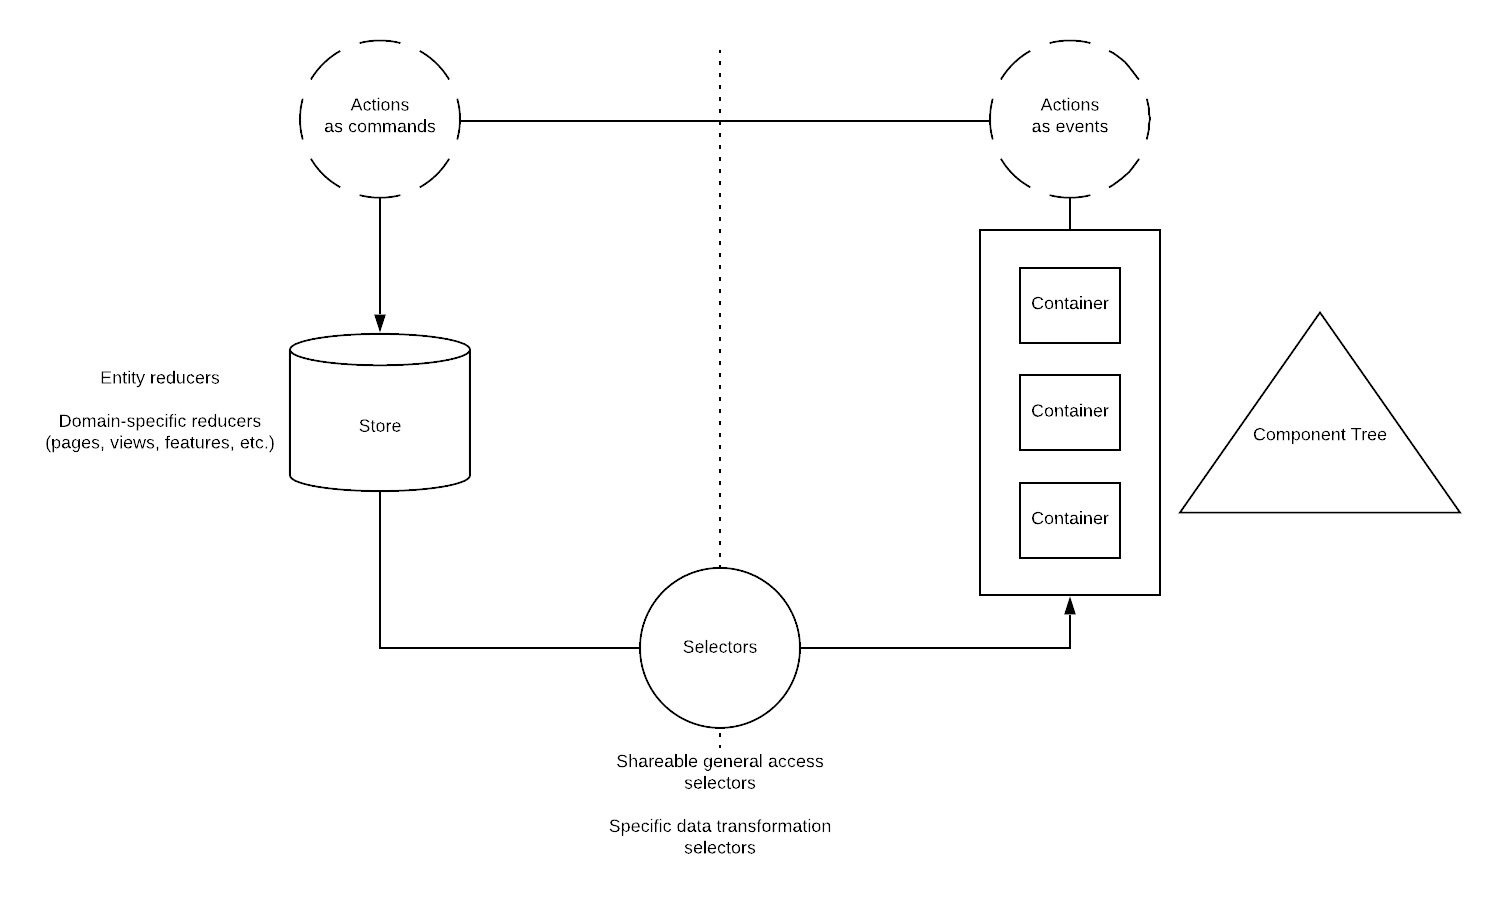 Actions
as commands
Actions
as events
Container
Entity reducers
Domain-specific reducers
(pages, views, features, etc.)
Store
Container
Component Tree
Container
Selectors
Shareable general access
selectors
Specific data transformation
selectors